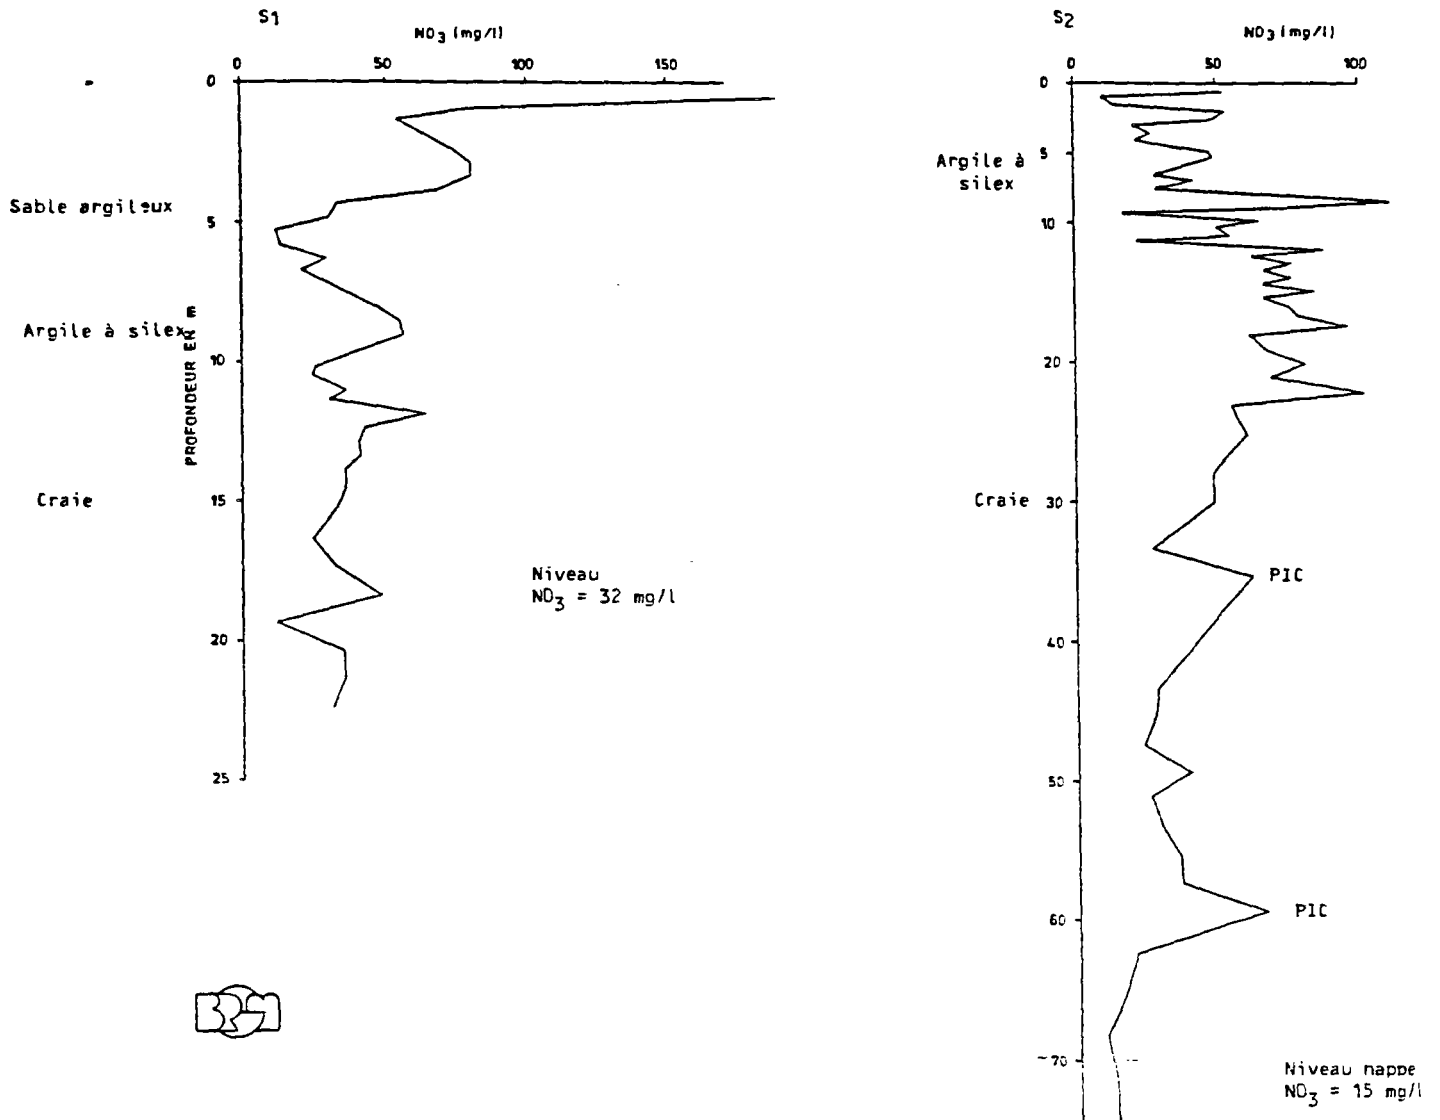 S1
NO3 (mg/l)
0 50 100 150
0
5
10
15
20
25
PROFONDEUR EN m
Sable argileux
Argile à silex
Craie
Niveau
NO3 = 32 mg/l
BRGM
S2
NO3 (mg/l)
0 50 100
0
5
10
20
30
40
50
60
70
Argile à
silex
Craie
PIC
PIC
Niveau nappe
NO3 = 15 mg/l